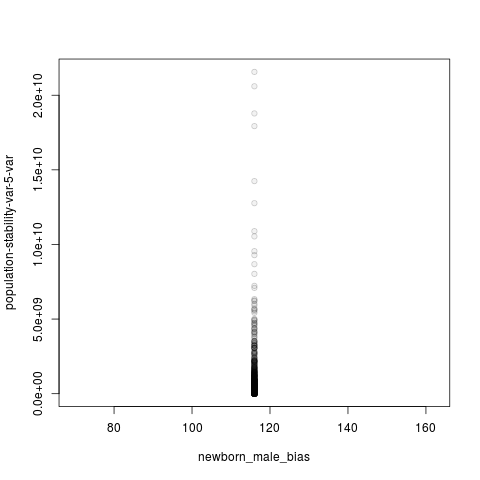 2.0e+10
1.5e+10
1.0e+10
5.0e+09
0.0e+00
population-stability-var-5-var
80 100 120 140 160
newborn_male_bias